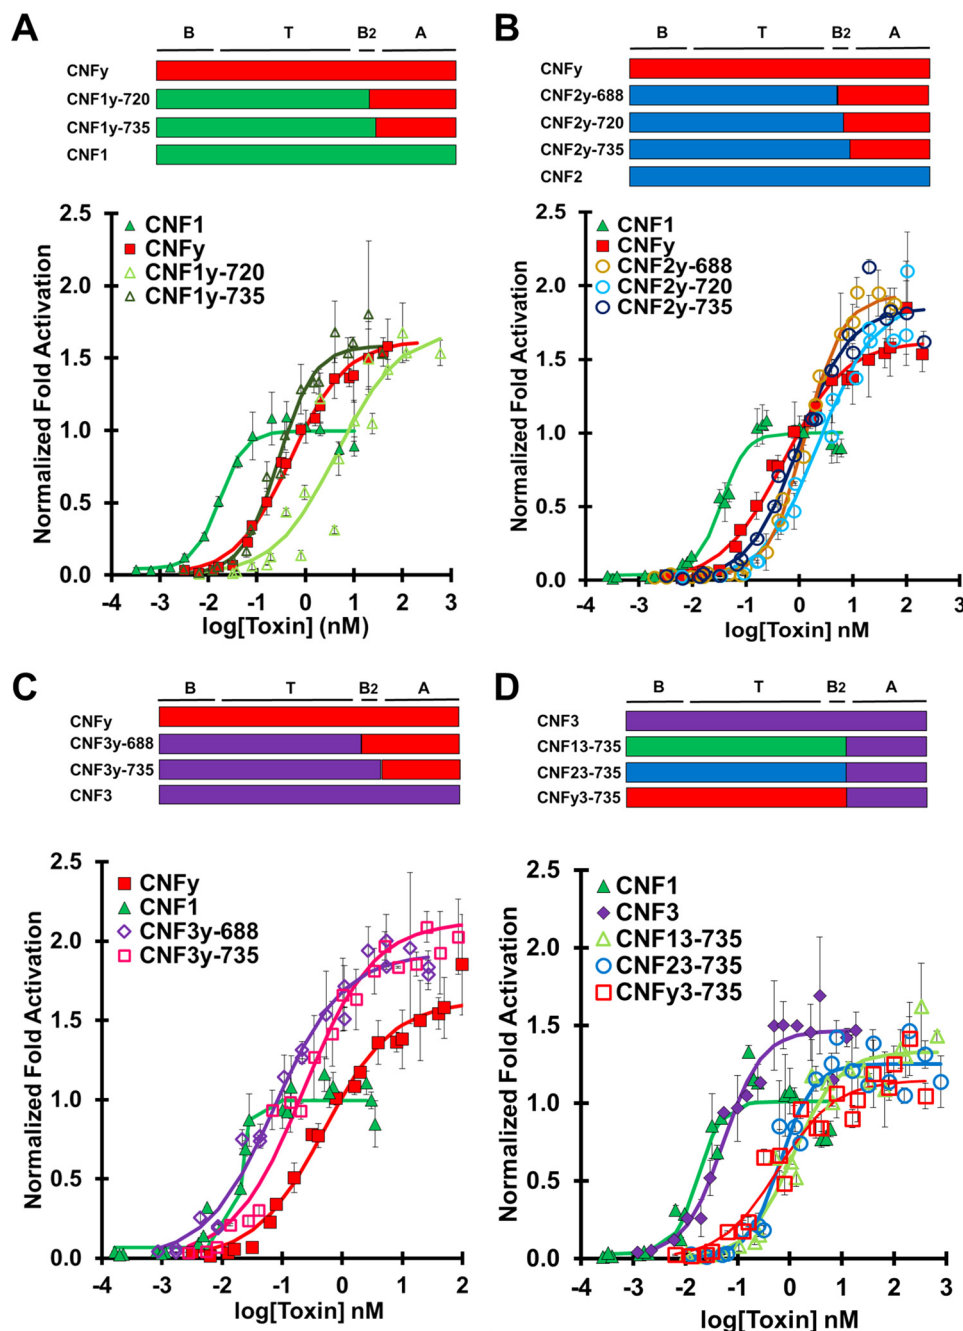 A
B T B2 A
CNFy
CNF1y-720
CNF1y-735
CNF1
Normalized Fold Activation
2.5
2.0
1.5
1.0
0.5
0.0
CNF1
CNFy
CNF1y-720
CNF1y-735
-4 -3 -2 -1 0 1 2 3
log[Toxin] (nM)
B
B T B2 A
CNFy
CNF2y-688
CNF2y-720
CNF2y-735
CNF2
Normalized Fold Activation
2.5
2.0
1.5
1.0
0.5
0.0
CNF1
CNFy
CNF2y-688
CNF2y-720
CNF2y-735
-4 -3 -2 -1 0 1 2 3
log[Toxin] nM
C
B T B2 A
CNFy
CNF3y-688
CNF3y-735
CNF3
Normalized Fold Activation
2.5
2.0
1.5
1.0
0.5
0.0
CNFy
CNF1
CNF3y-688
CNF3y-735
-4 -3 -2 -1 0 1 2
log[Toxin] nM
D
B T B2 A
CNF3
CNF13-735
CNF23-735
CNFy3-735
Normalized Fold Activation
2.5
2.0
1.5
1.0
0.5
0.0
CNF1
CNF3
CNF13-735
CNF23-735
CNFy3-735
-4 -3 -2 -1 0 1 2 3
log[Toxin] nM